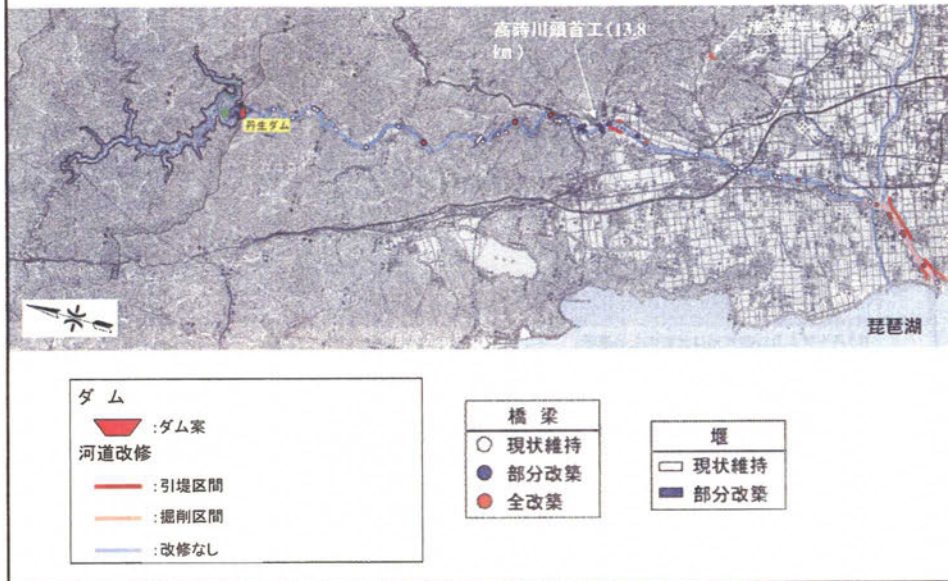 高時川頭首工(13.8
km)
丹生ダム
琵琶湖
ダム
:ダム案
河道改修
:引堤区間
:掘削区間
:改修なし
橋梁
現状維持
部分改築
全改築
堰
現状維持
部分改築